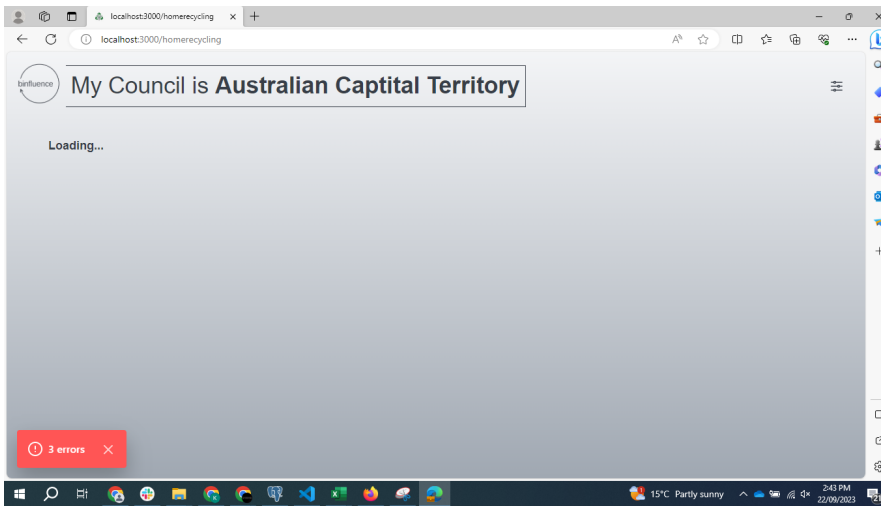 localhost:3000/homerecycling
localhost:3000/homerecycling
binfluence
My Council is Australian Captital Territory
Loading...
3 errors
15°C Partly sunny
2:43 PM
22/09/2023